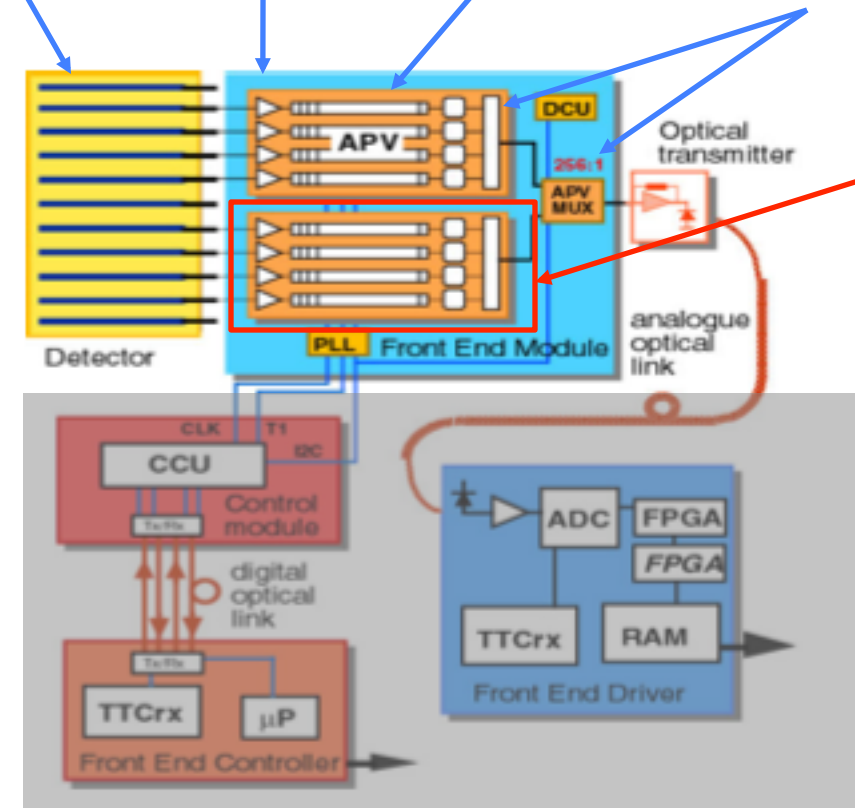 DCU
Optical
transmitter
APV
256:1
APV
MUX
PLL
Front End Module
Detector
analogue
optical
link
CLK
T1
I2C
CCU
Control
module
Tx/Rx
digital
optical
link
Tx/Rx
TTCrx
µP
Front End Controller
ADC
FPGA
FPGA
TTCrx
RAM
Front End Driver